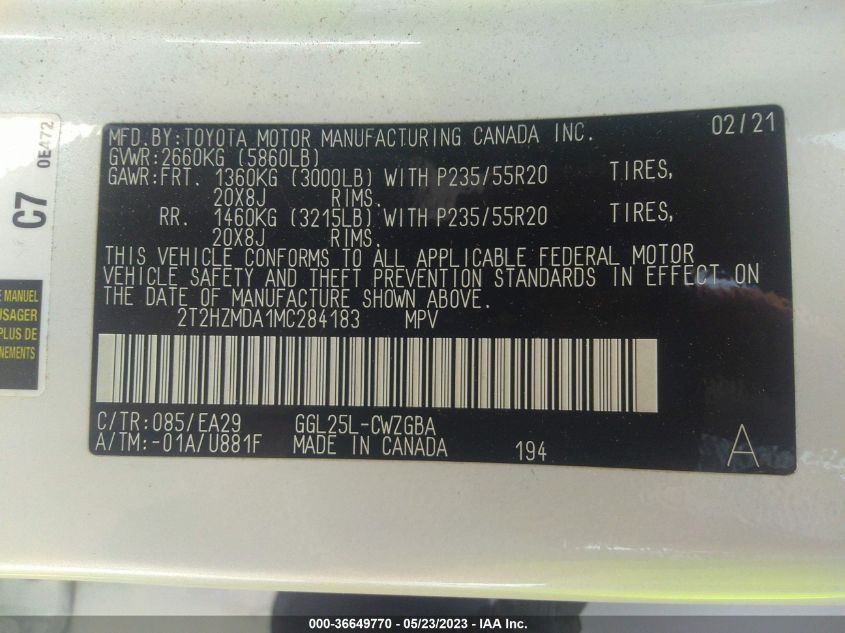 MFD.BY:TOYOTA MOTOR MANUFACTURING CANADA INC. 02/21
GVWR:2660KG (5860LB)
GAWR:FRT. 1360KG (3000LB) WITH P235/55R20 TIRES,
20X8J RIMS.
RR. 1460KG (3215LB) WITH P235/55R20 TIRES,
20X8J RIMS.
THIS VEHICLE CONFORMS TO ALL APPLICABLE FEDERAL MOTOR
VEHICLE SAFETY AND THEFT PREVENTION STANDARDS IN EFFECT ON
THE DATE OF MANUFACTURE SHOWN ABOVE.
2T2HZMDA1MC284183 MPV
C/TR:085/EA29 GGL25L-CWZGBA
A/TM:-01A/U881F MADE IN CANADA 194 A
C7 0E472
E MANUEL
USAGER
PLUS DE
NEMENTS
000-36649770 - 05/23/2023 - IAA Inc.